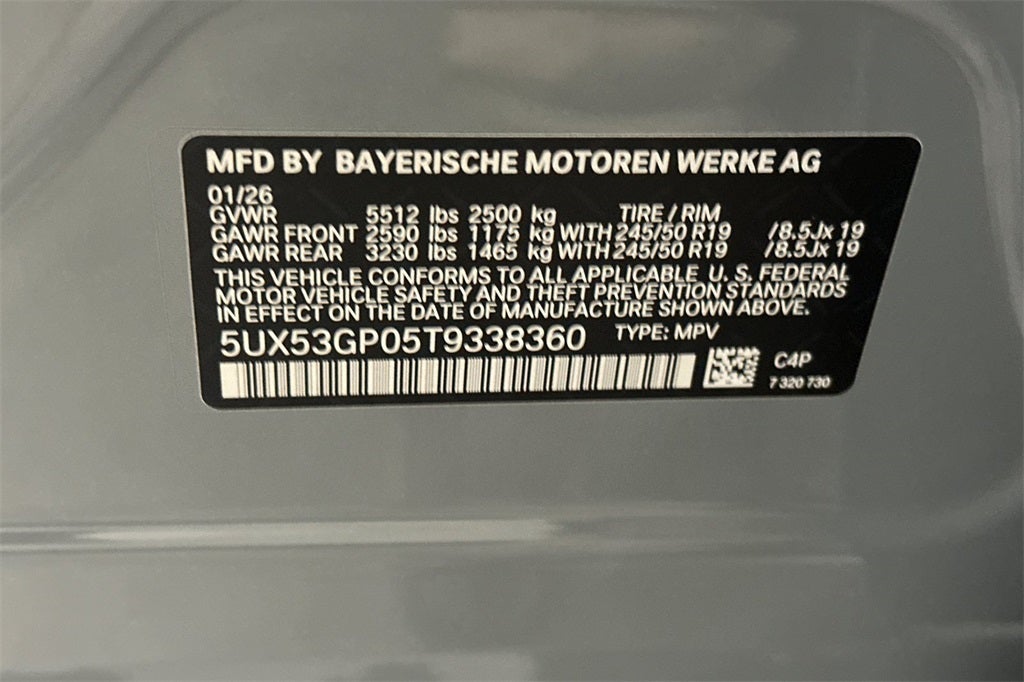 MFD BY BAYERISCHE MOTOREN WERKE AG
01/26
GVWR 5512 lbs 2500 kg TIRE / RIM
GAWR FRONT 2590 lbs 1175 kg WITH 245/50 R19 /8.5Jx 19
GAWR REAR 3230 lbs 1465 kg WITH 245/50 R19 /8.5Jx 19
THIS VEHICLE CONFORMS TO ALL APPLICABLE U. S. FEDERAL
MOTOR VEHICLE SAFETY AND THEFT PREVENTION STANDARDS
IN EFFECT ON THE DATE OF MANUFACTURE SHOWN ABOVE.
5UX53GP05T9338360 TYPE: MPV
C4P
7 320 730